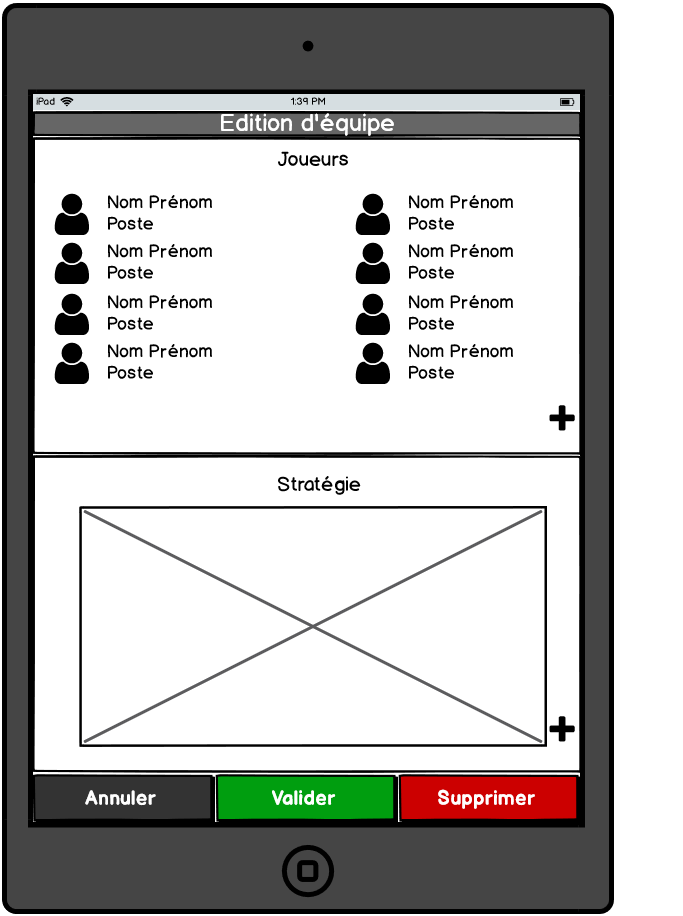 iPad
1:39 PM
Edition d'équipe
Joueurs
Nom Prénom
Poste
Nom Prénom
Poste
Nom Prénom
Poste
Nom Prénom
Poste
Nom Prénom
Poste
Nom Prénom
Poste
Nom Prénom
Poste
Nom Prénom
Poste
Stratégie
Annuler
Valider
Supprimer